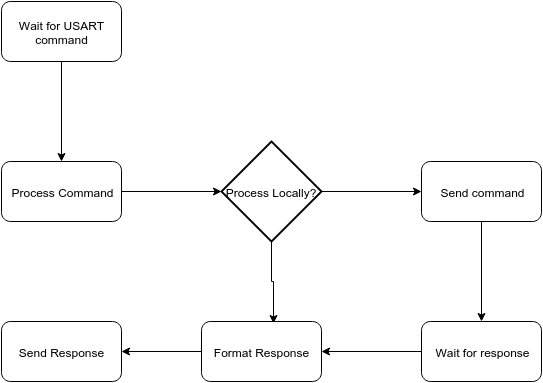 Wait for USART
command
Process Command
Process Locally?
Send command
Send Response
Format Response
Wait for response